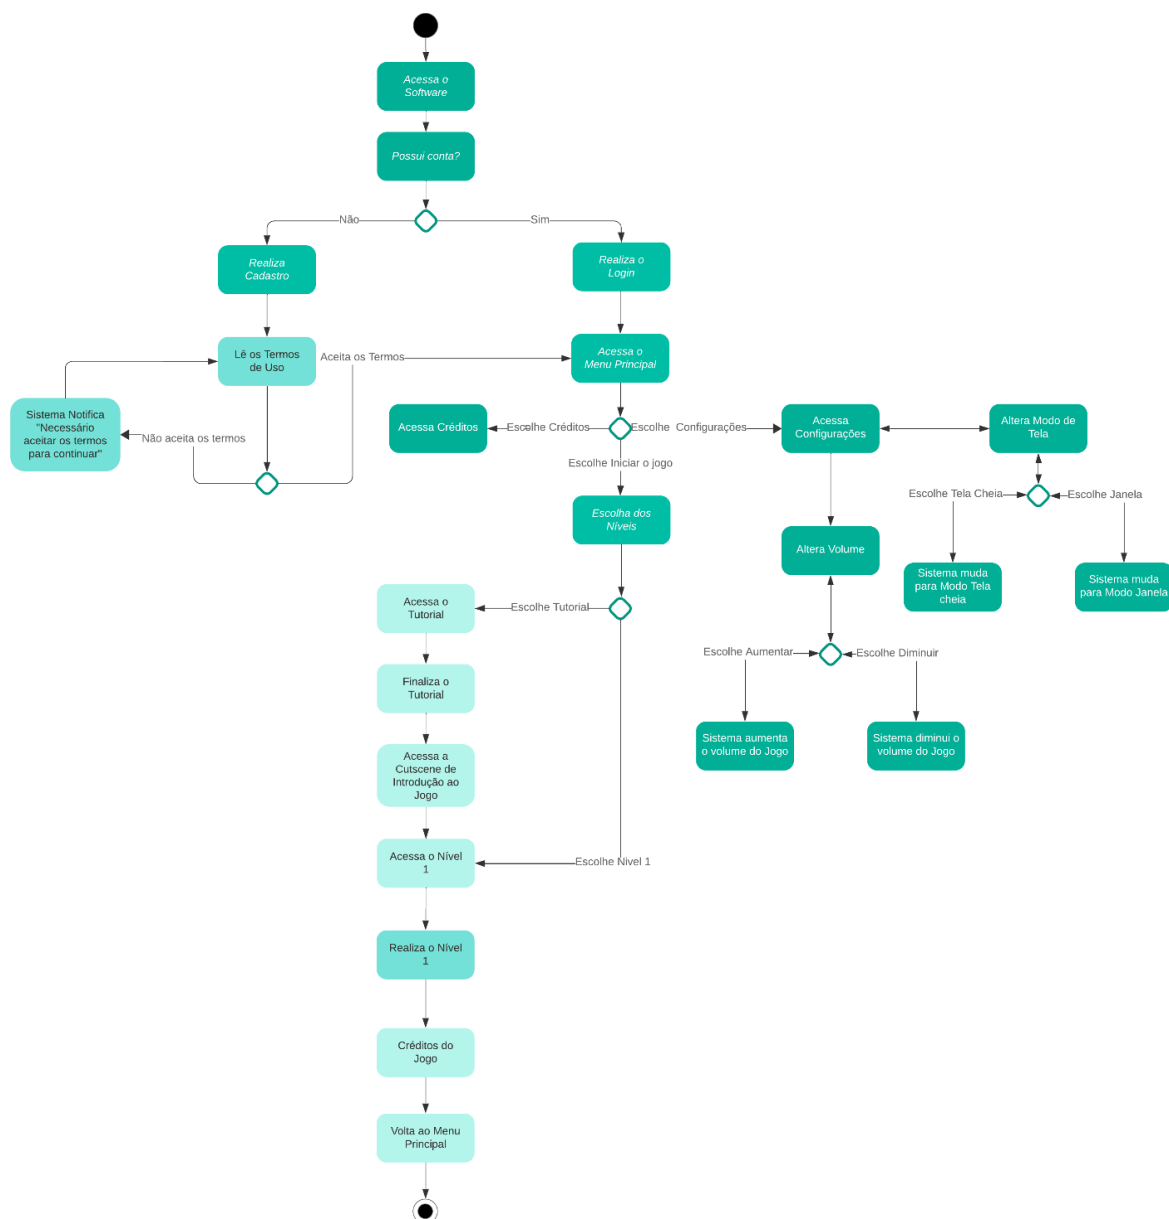 Acessa o
Software
Possui conta?
Não
Sim
Realiza
Cadastro
Realiza o
Login
Lê os Termos
de Uso
Aceita os Termos
Acessa o
Menu Principal
Sistema Notifica
"Necessário
aceitar os termos
para continuar"
Não aceita os termos
Acessa Créditos
Escolhe Créditos
Escolhe Configurações
Acessa
Configurações
Altera Modo de
Tela
Escolhe Iniciar o jogo
Escolha dos
Níveis
Escolhe Tela Cheia
Escolhe Janela
Altera Volume
Sistema muda
para Modo Tela
cheia
Sistema muda
para Modo Janela
Acessa o
Tutorial
Escolhe Tutorial
Escolhe Aumentar
Escolhe Diminuir
Finaliza o
Tutorial
Sistema aumenta
o volume do Jogo
Sistema diminui o
volume do Jogo
Acessa a
Cutscene de
Introdução ao
Jogo
Acessa o Nível
1
Escolhe Nivel 1
Realiza o Nível
1
Créditos do
Jogo
Volta ao Menu
Principal